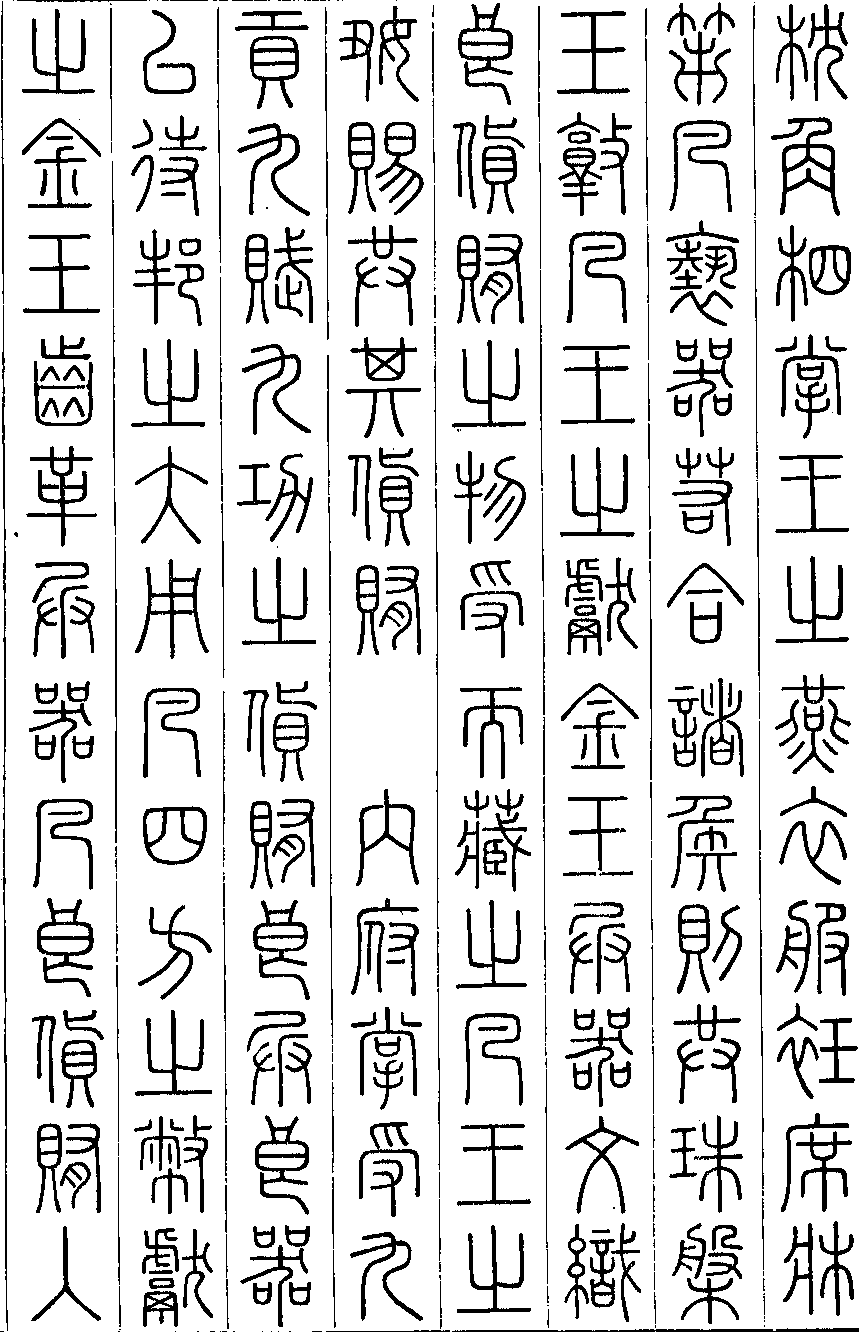 枕角柶掌王之燕衣服衽席牀
笫凡褻器若合諸侯則共珠槃
玉敦凡王之獻金玉兵器文織
良貨賄之物受而藏之凡王之
好賜共其貨賄　內府掌受九
貢九賦九功之貨賄良兵良器
以待邦之大用凡四方之幣獻
之金玉齒革兵器凡良貨賄入